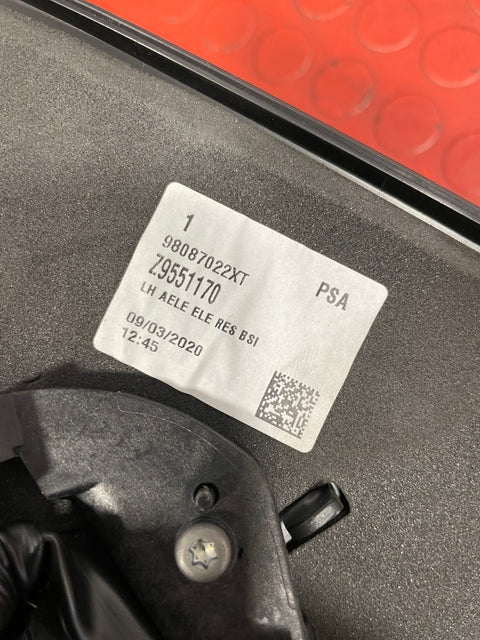 1
98087022XT
Z9551170
PSA
LH AELE ELE RES BSI
09/03/2020
12:45